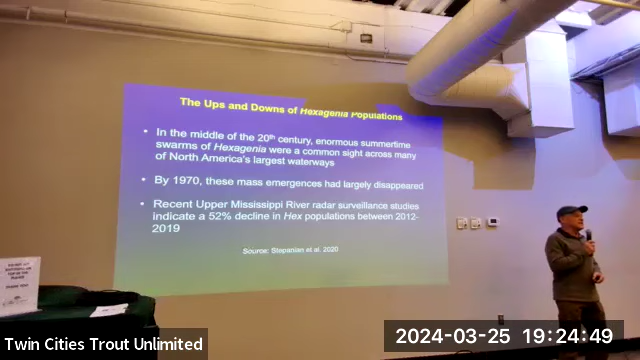 The Ups and Downs of Hexagenia Populations
• In the middle of the 20th century, enormous summertime
swarms of Hexagenia were a common sight across many
of North America's largest waterways
• By 1970, these mass emergences had largely disappeared
• Recent Upper Mississippi River radar surveillance studies
indicate a 52% decline in Hex populations between 2012-
2019
Source: Stepanian et al. 2020
Twin Cities Trout Unlimited
2024-03-25 19:24:49